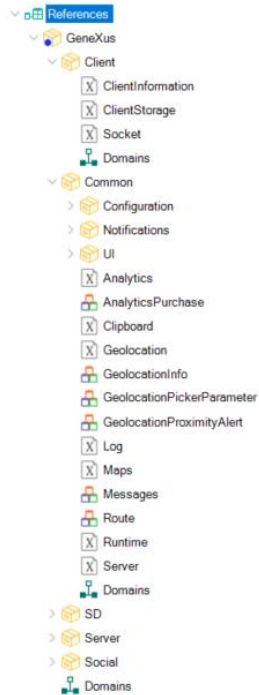 References
GeneXus
Client
ClientInformation
ClientStorage
Socket
Domains
Common
Configuration
Notifications
UI
Analytics
AnalyticsPurchase
Clipboard
Geolocation
GeolocationInfo
GeolocationPickerParameter
GeolocationProximityAlert
Log
Maps
Messages
Route
Runtime
Server
Domains
SD
Server
Social
Domains